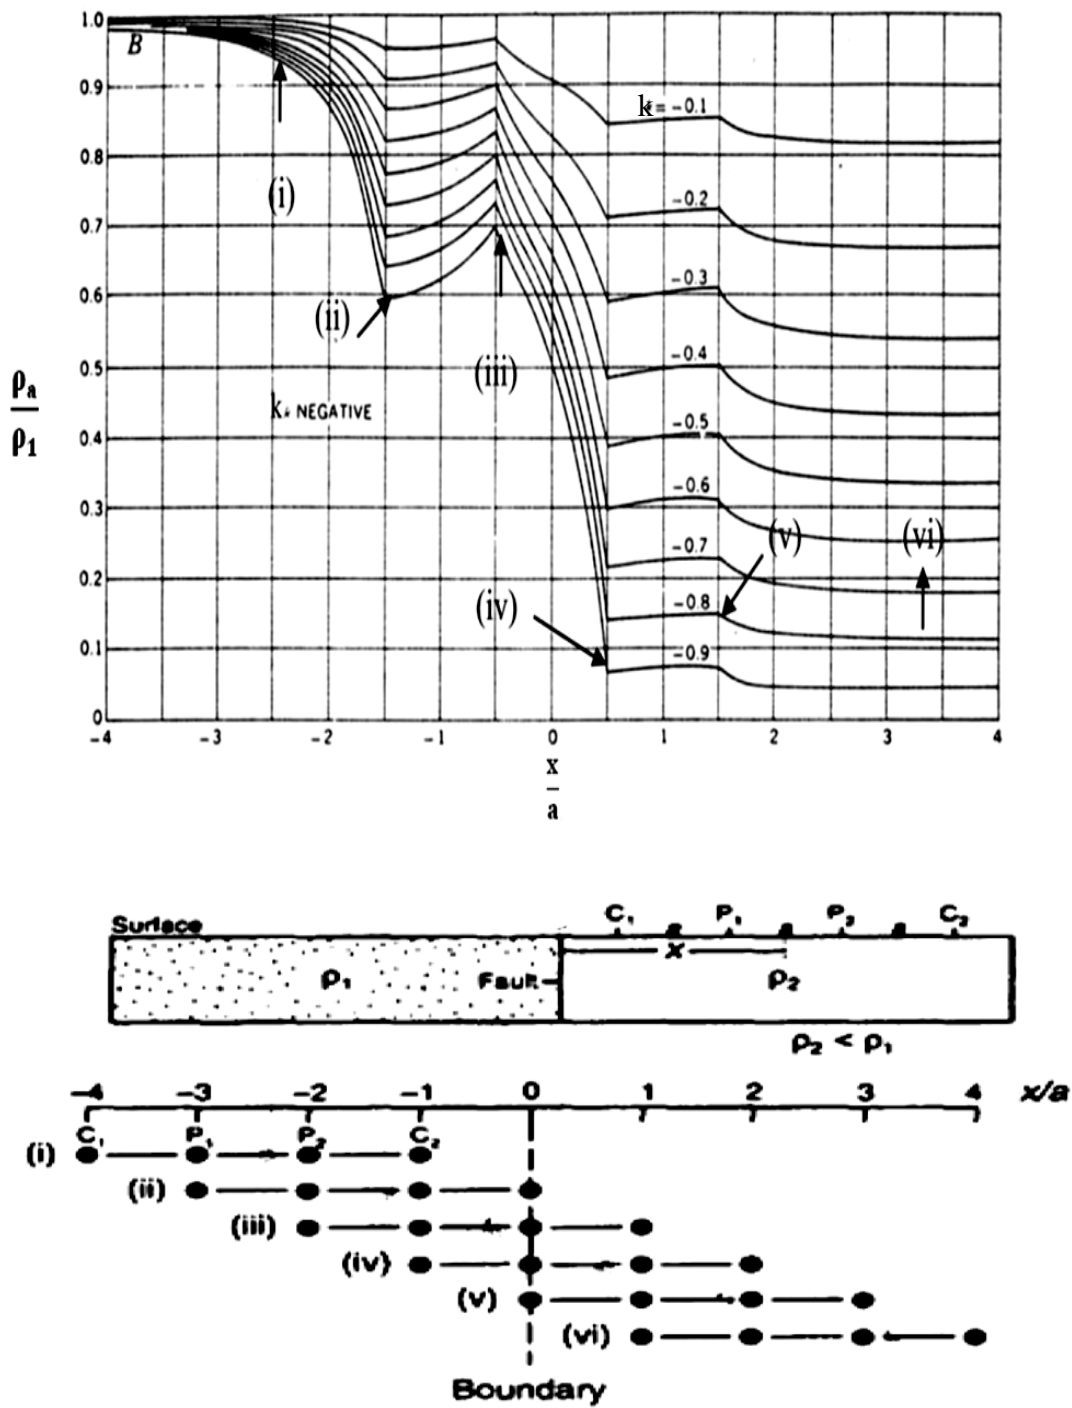 1.0
B
0.9
k = -0.1
0.8
(i)
-0.2
0.7
-0.3
0.6
(ii)
-0.4
0.5
(iii)
ρa
ρ1
k NEGATIVE
-0.5
0.4
-0.6
0.3
(v)
(vi)
-0.7
0.2
(iv)
-0.8
0.1
-0.9
0
-4 -3 -2 -1 0 1 2 3 4
x
a
C1 P1 P2 C2
Surface
x
ρ1 Fault ρ2
ρ2 < ρ1
-4 -3 -2 -1 0 1 2 3 4 x/a
C1 P1 P2 C2
(i)
(ii)
(iii)
(iv)
(v)
(vi)
Boundary